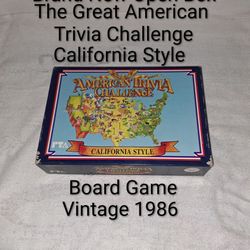 Brand New Open Box
The Great American
Trivia Challenge
California Style
AMERICAN TRIVIA
CHALLENGE
PTA
CALIFORNIA STYLE
Board Game
Vintage 1986